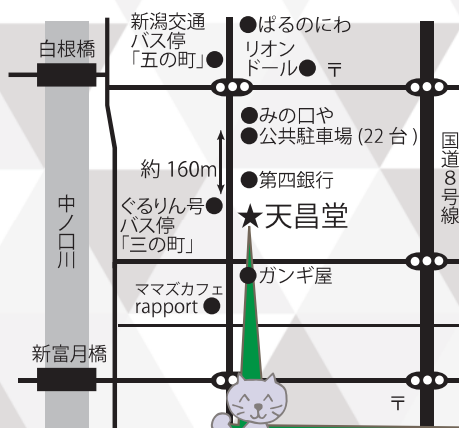 新潟交通
バス停
「五の町」●
●ぱるのにわ
リオン
ドール● 〒
白根橋
●みの口や
●公共駐車場(22台)
約 160m
●第四銀行
ぐるりん号●
バス停
「三の町」
★天昌堂
国道8号線
中ノ口川
●ガンギ屋
ママズカフェ
rapport ●
新富月橋
〒